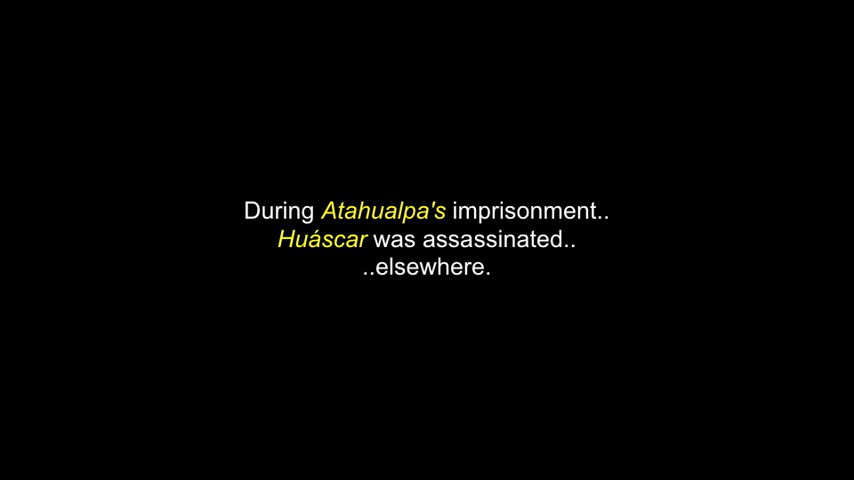 During Atahualpa's imprisonment..
Huáscar was assassinated..
..elsewhere.